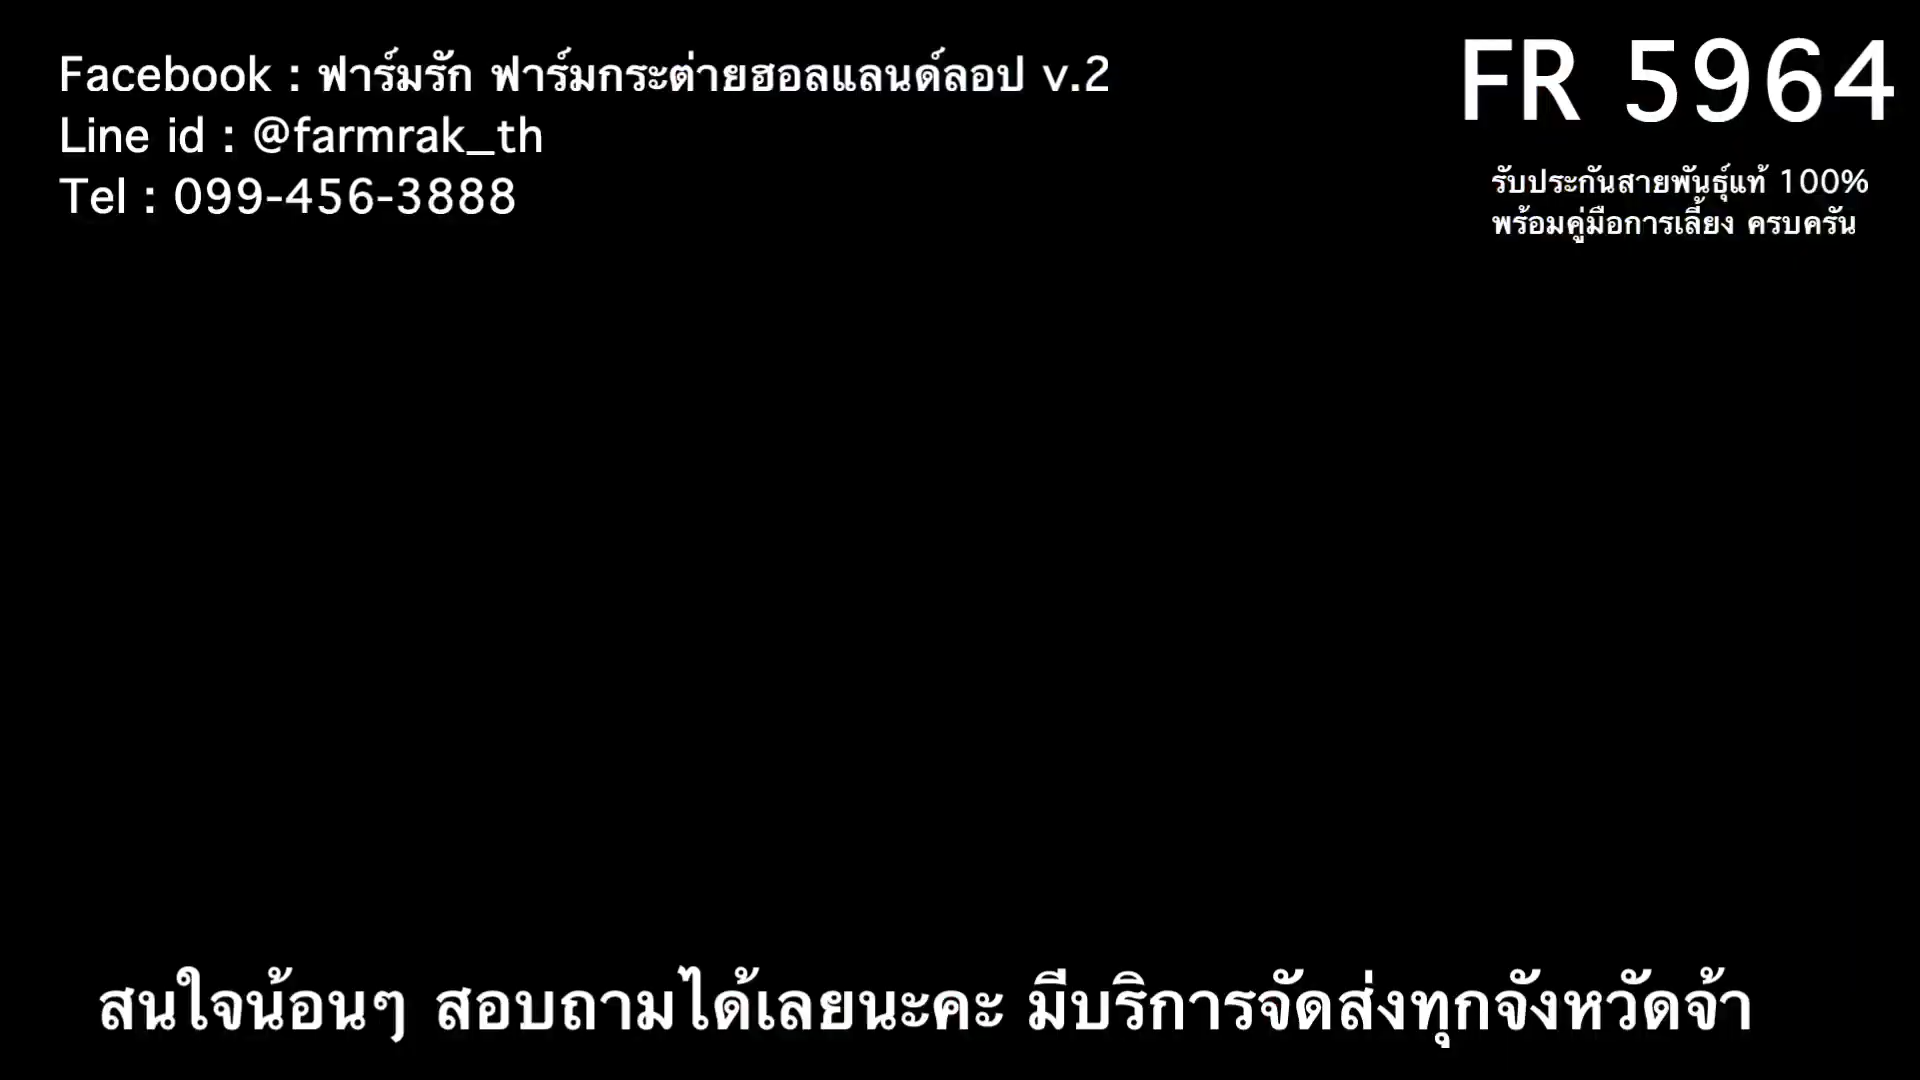 Facebook : ฟาร์มรัก ฟาร์มกระต่ายฮอลแลนด์ลอป v.2
Line id : @farmrak_th
Tel : 099-456-3888
FR 5964
รับประกันสายพันธุ์แท้ 100%
พร้อมคู่มือการเลี้ยง ครบครัน
สนใจน้อนๆ สอบถามได้เลยนะคะ มีบริการจัดส่งทุกจังหวัดจ้า